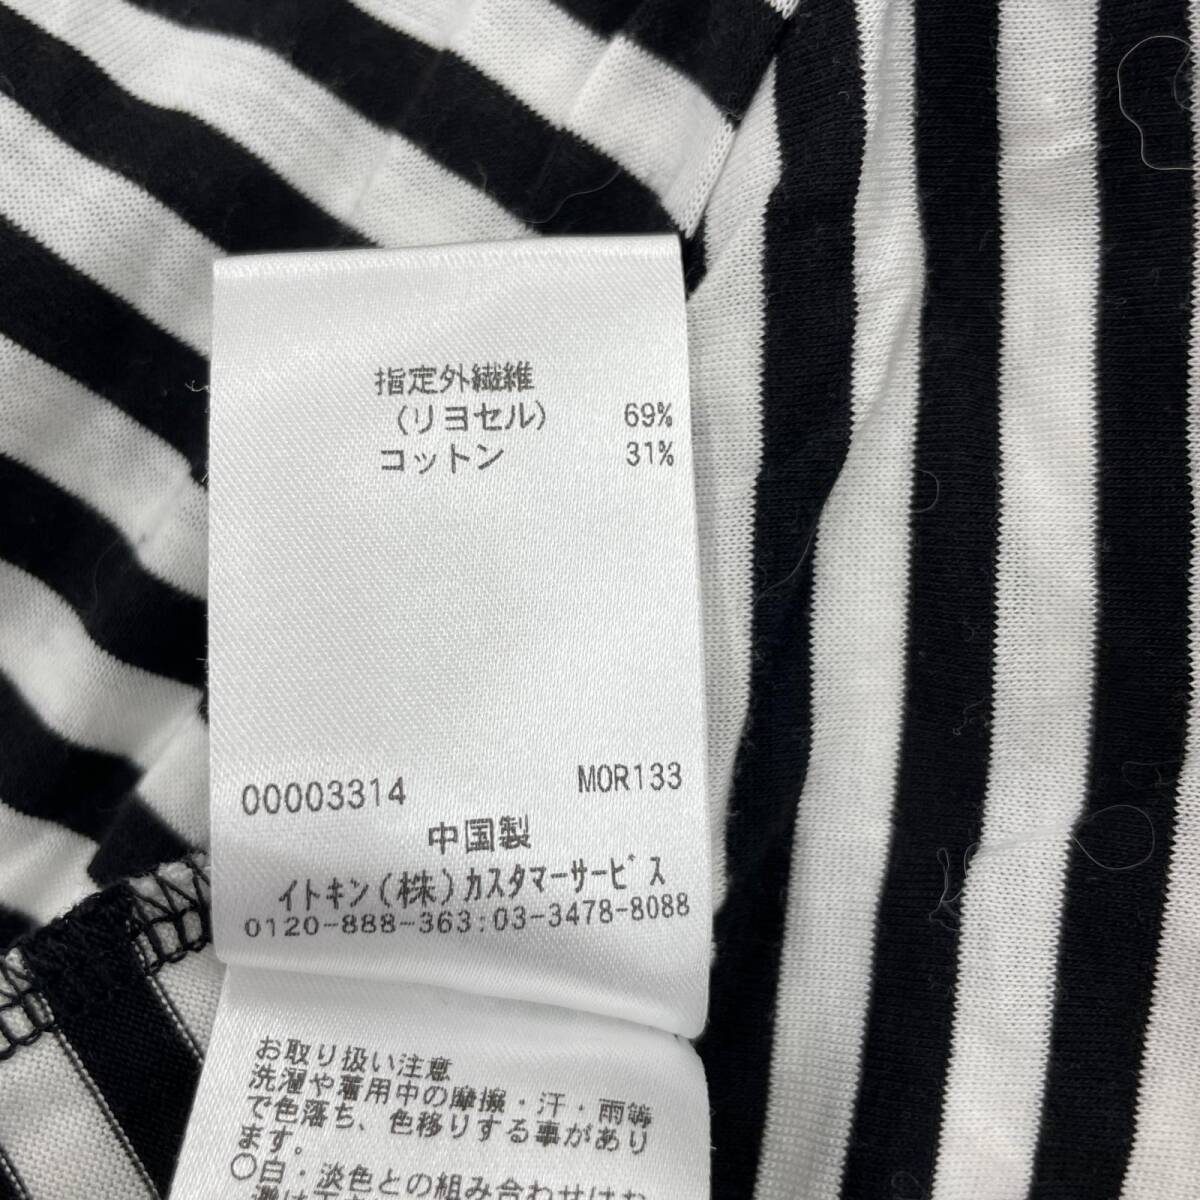 指定外繊維
(リヨセル) 69%
コットン 31%
00003314 MOR133
中国製
イトキン(株)カスタマーサービス
0120-888-363:03-3478-8088
お取り扱い注意
洗濯や着用中の摩擦・汗・雨等
で色落ち、色移りする事があり
ます。
○白・淡色との組み合わせはお